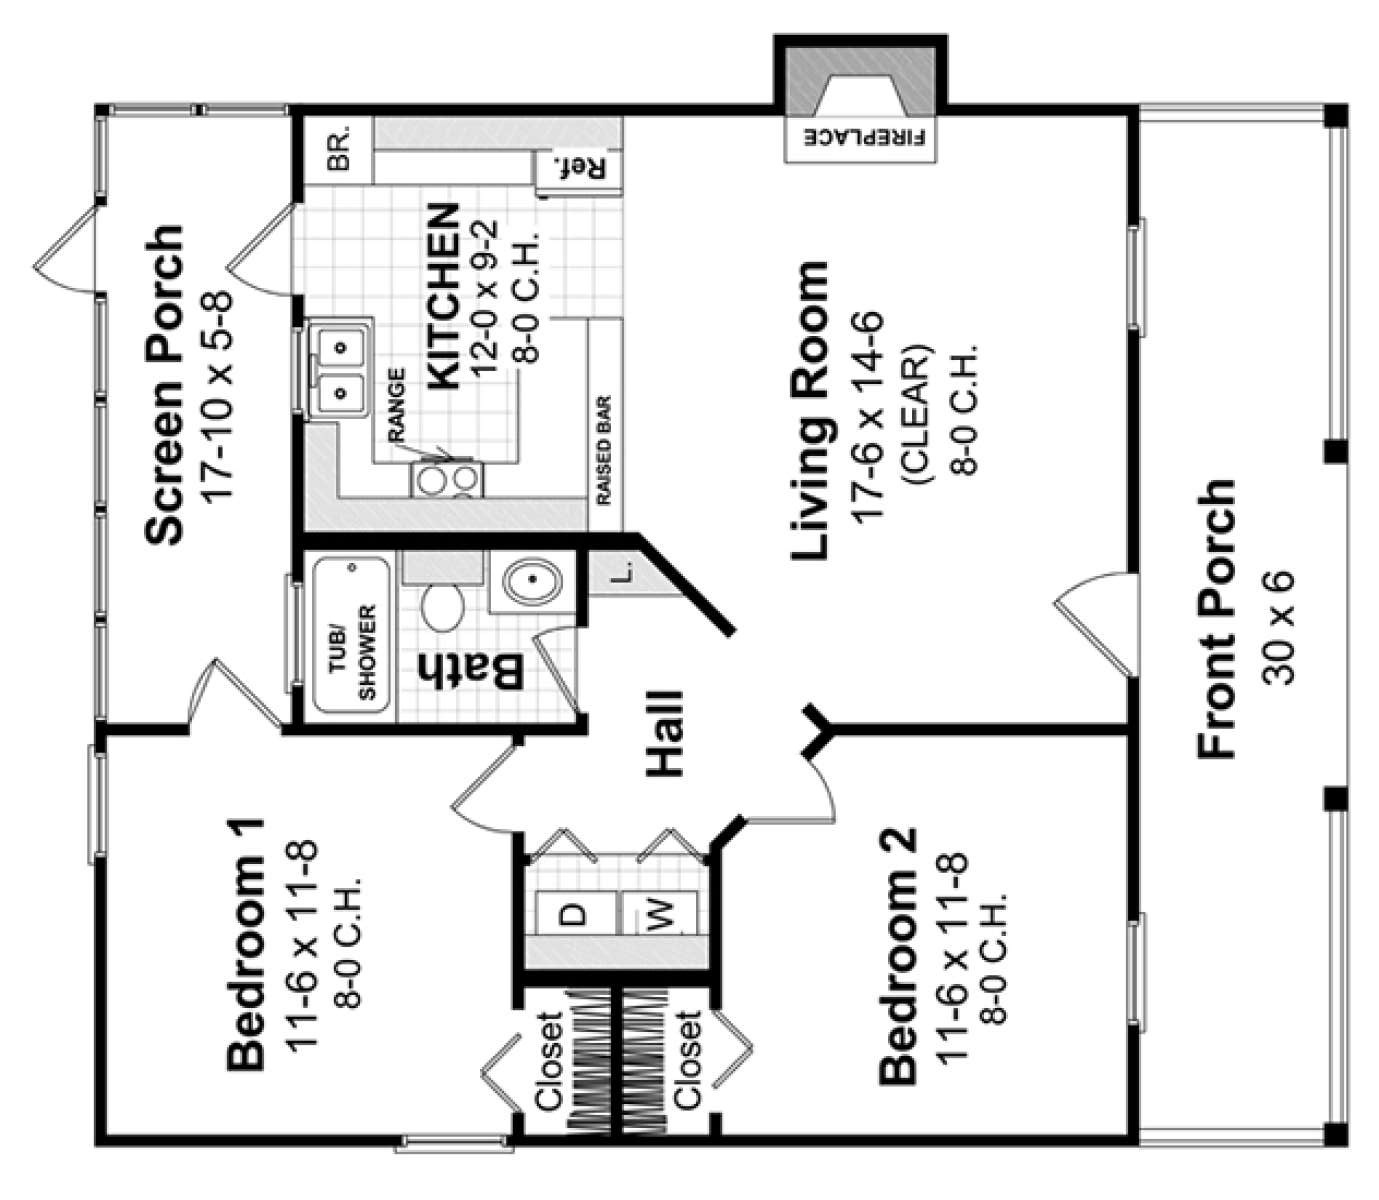 FIREPLACE
BR.
Ref.
KITCHEN
12-0 x 9-2
8-0 C.H.
RANGE
RAISED BAR
Screen Porch
17-10 x 5-8
Living Room
17-6 x 14-6
(CLEAR)
8-0 C.H.
Front Porch
30 x 6
L.
TUB/
SHOWER
Bath
Hall
Bedroom 1
11-6 x 11-8
8-0 C.H.
D
W
Closet
Closet
Bedroom 2
11-6 x 11-8
8-0 C.H.